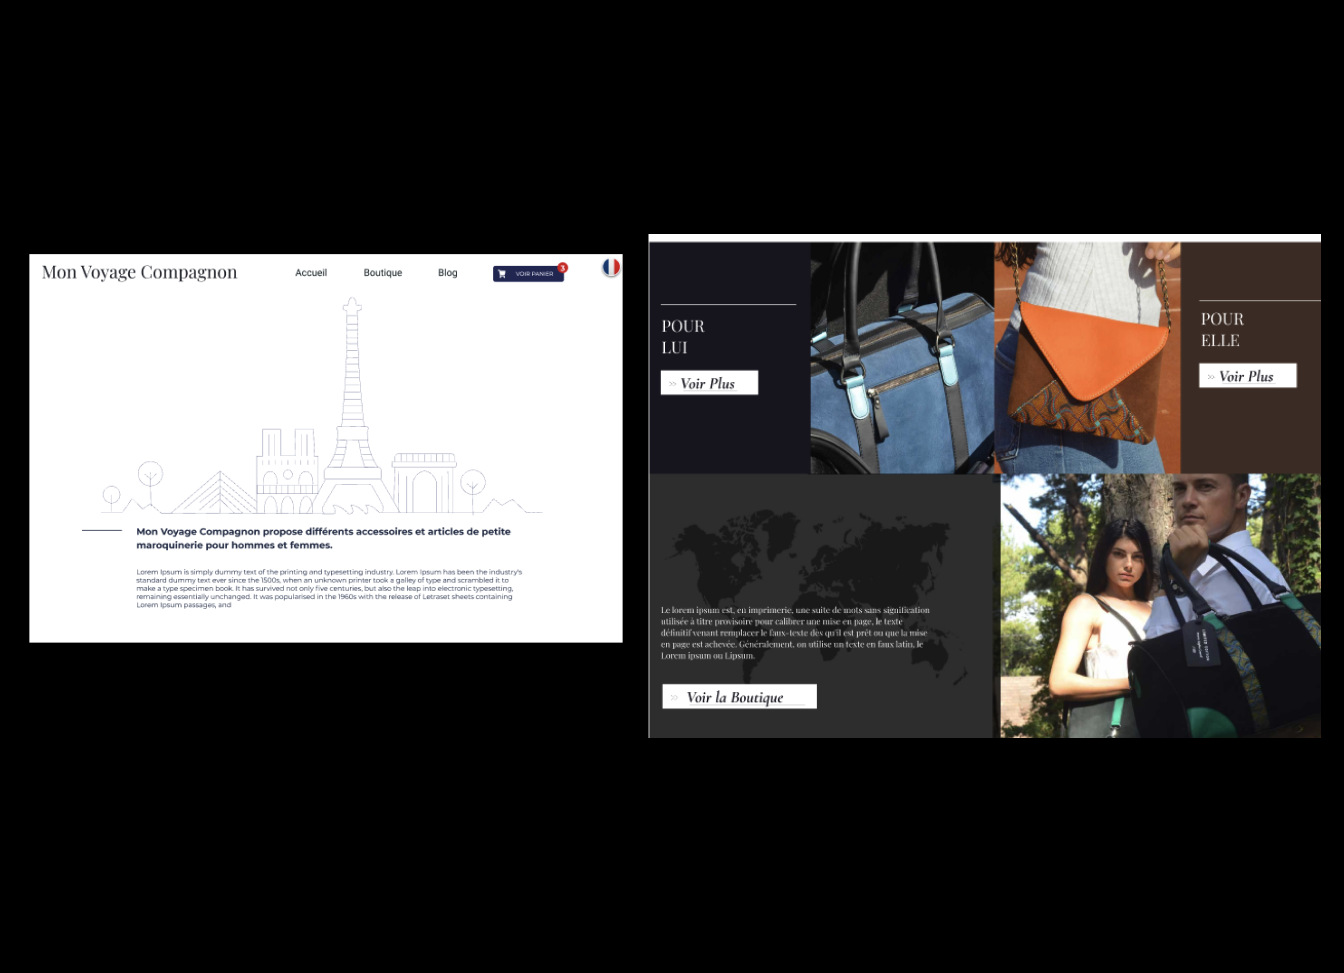 Mon Voyage Compagnon
Accueil
Boutique
Blog
VOIR PANIER
3
Mon Voyage Compagnon propose différents accessoires et articles de petite
maroquinerie pour hommes et femmes.
Lorem Ipsum is simply dummy text of the printing and typesetting industry. Lorem Ipsum has been the industry's
standard dummy text ever since the 1500s, when an unknown printer took a galley of type and scrambled it to
make a type specimen book. It has survived not only five centuries, but also the leap into electronic typesetting,
remaining essentially unchanged. It was popularised in the 1960s with the release of Letraset sheets containing
Lorem Ipsum passages, and
POUR
LUI
>> Voir Plus
POUR
ELLE
>> Voir Plus
Le lorem ipsum est, en imprimerie, une suite de mots sans signification
utilisée à titre provisoire pour calibrer une mise en page, le texte
définitif venant remplacer le faux-texte dès qu'il est prêt ou que la mise
en page est achevée. Généralement, on utilise un texte en faux latin, le
Lorem ipsum ou Lipsum.
>> Voir la Boutique